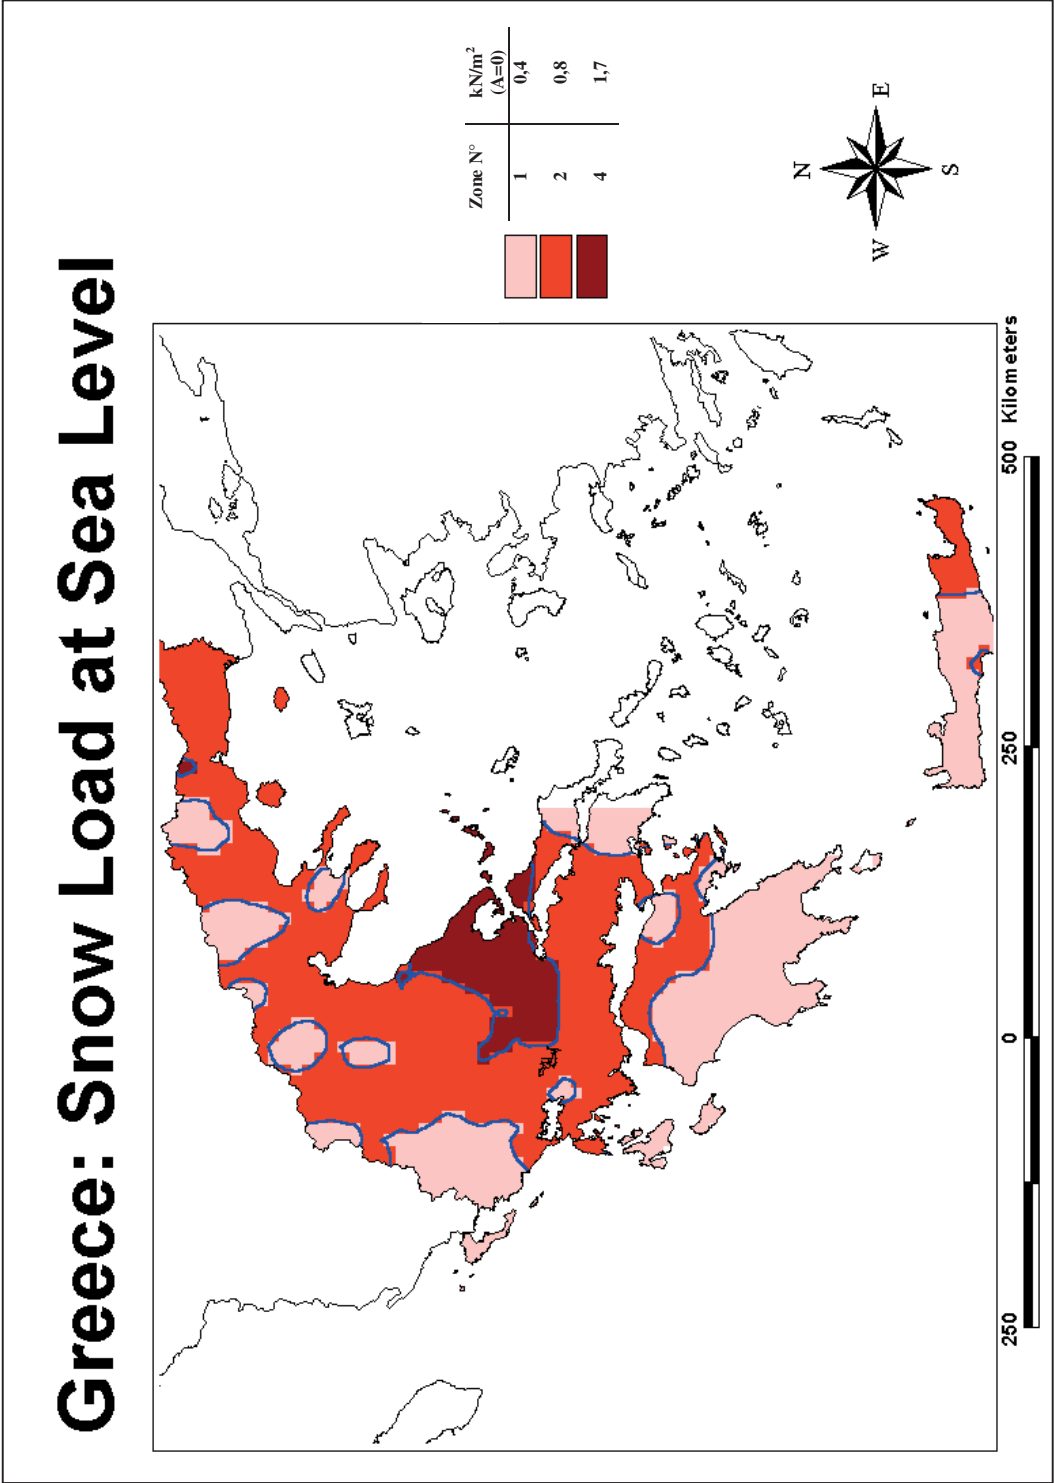 Greece: Snow Load at Sea Level
Zone N° kN/m²
(A=0)
1 0,4
2 0,8
4 1,7
N
W E
S
250 0 250 500 Kilometers